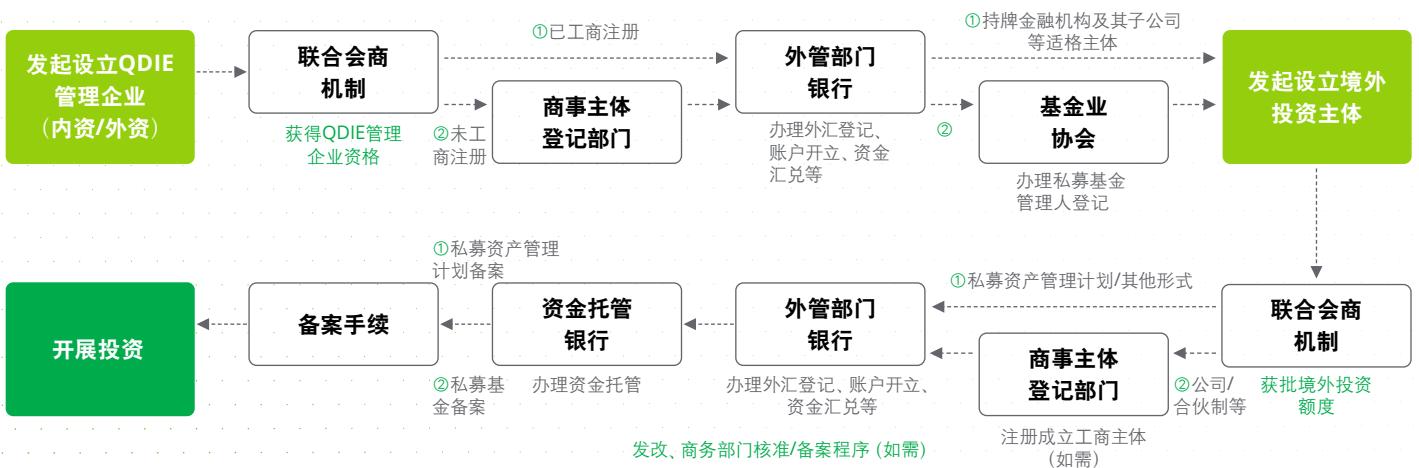 发起设立QDIE
管理企业
（内资/外资）
联合会商
机制
获得QDIE管理
企业资格
①已工商注册
②未工
商注册
商事主体
登记部门
外管部门
银行
办理外汇登记、
账户开立、资金
汇兑等
①持牌金融机构及其子公司
等适格主体
②
基金业
协会
办理私募基金
管理人登记
发起设立境外
投资主体
联合会商
机制
获批境外投资
额度
①私募资产管理计划/其他形式
②公司/
合伙制等
商事主体
登记部门
注册成立工商主体
（如需）
外管部门
银行
办理外汇登记、账户开立、
资金汇兑等
资金托管
银行
办理资金托管
①私募资产管理
计划备案
②私募基
金备案
备案手续
开展投资
发改、商务部门核准/备案程序（如需）